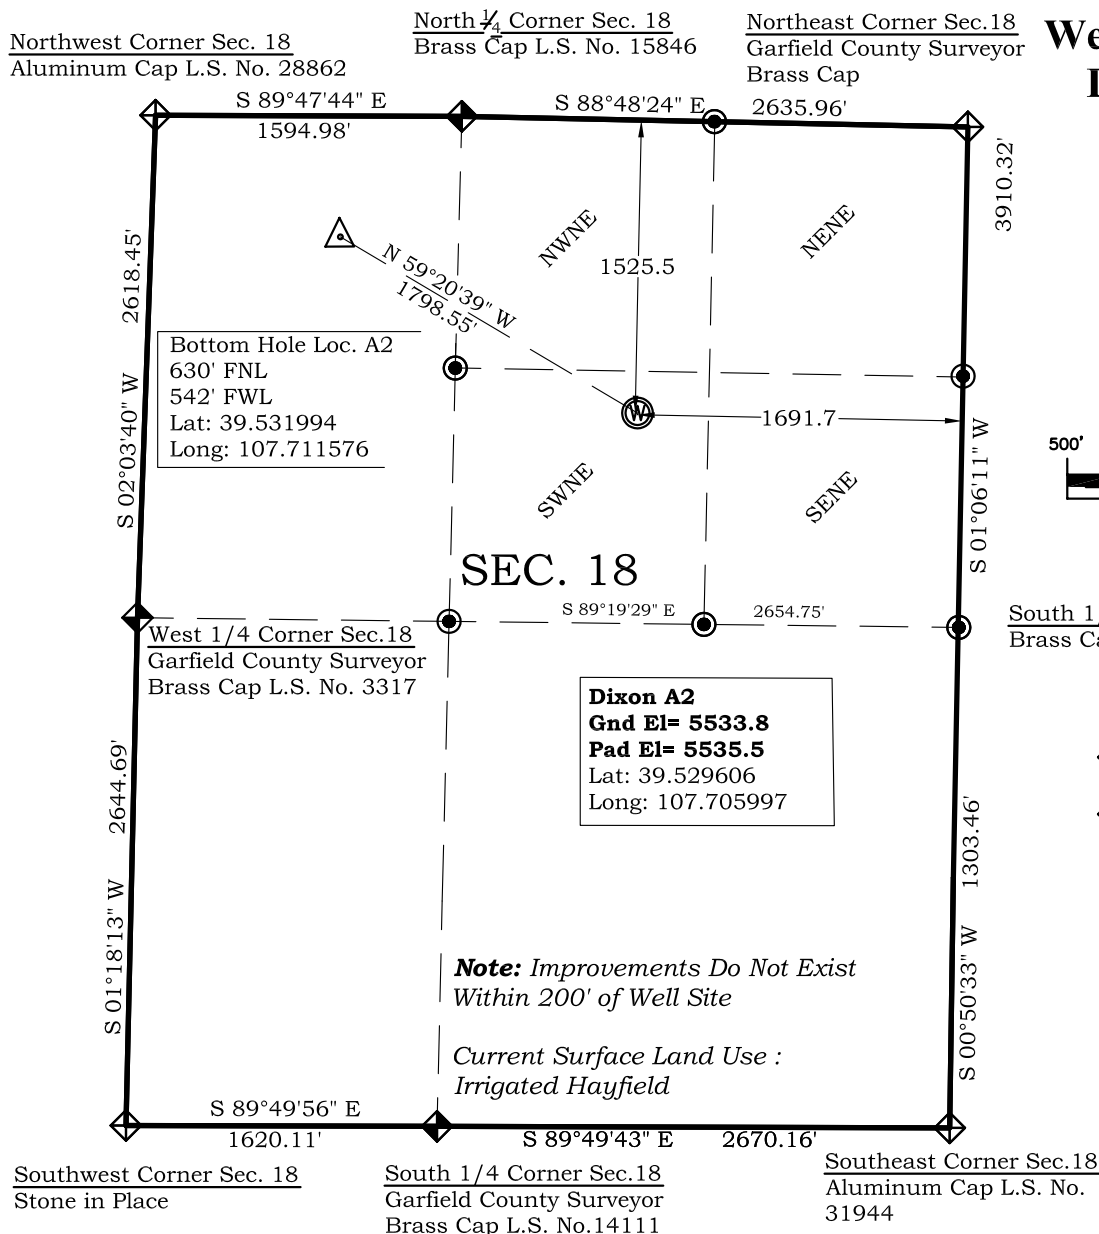 North 1/4 Corner Sec. 18
Brass Cap L.S. No. 15846
Northeast Corner Sec.18
Garfield County Surveyor
Brass Cap
Northwest Corner Sec. 18
Aluminum Cap L.S. No. 28862
S 89°47'44" E
1594.98'
S 88°48'24" E
2635.96'
3910.32'
2618.45'
S 02°03'40" W
NWNE
NENE
1525.5
N 59°20'39" W
1798.55'
Bottom Hole Loc. A2
630' FNL
542' FWL
Lat: 39.531994
Long: 107.711576
W
1691.7
500'
S 01°06'11" W
SWNE
SENE
SEC. 18
S 89°19'29" E
2654.75'
West 1/4 Corner Sec.18
Garfield County Surveyor
Brass Cap L.S. No. 3317
Dixon A2
Gnd El= 5533.8
Pad El= 5535.5
Lat: 39.529606
Long: 107.705997
2644.69'
S 01°18'13" W
1303.46'
S 00°50'33" W
Note: Improvements Do Not Exist
Within 200' of Well Site
Current Surface Land Use :
Irrigated Hayfield
S 89°49'56" E
1620.11'
S 89°49'43" E
2670.16'
Southwest Corner Sec. 18
Stone in Place
South 1/4 Corner Sec.18
Garfield County Surveyor
Brass Cap L.S. No.14111
Southeast Corner Sec.18
Aluminum Cap L.S. No.
31944
South 1/
Brass Ca
We